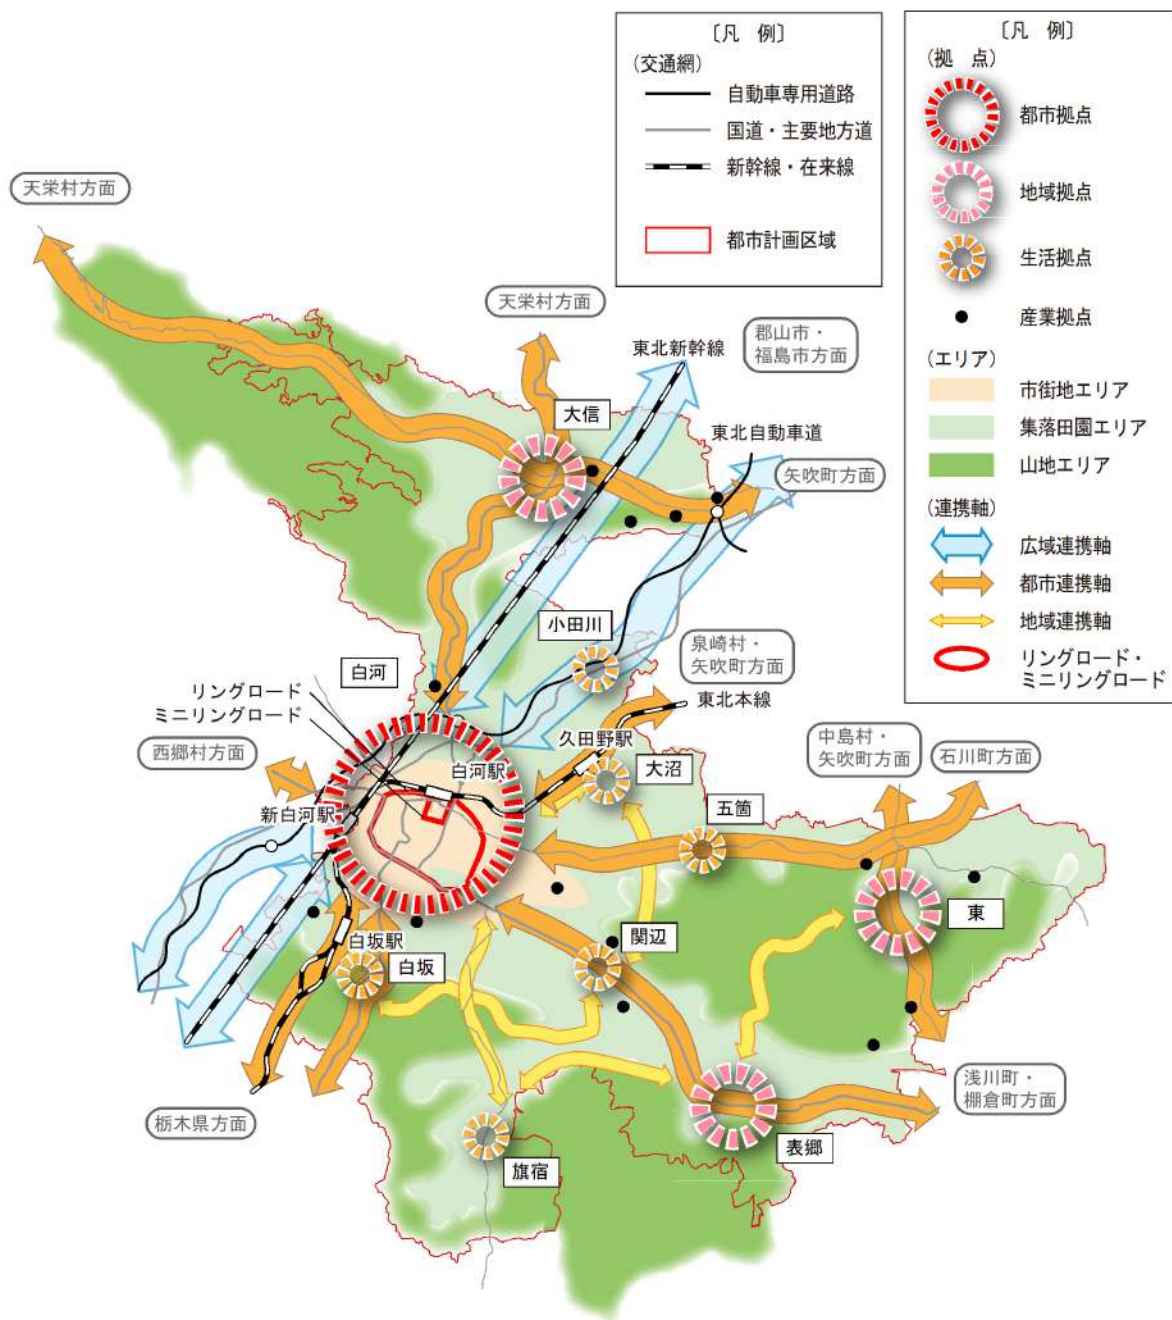 〔凡 例〕
(交通網)
自動車専用道路
国道・主要地方道
新幹線・在来線
都市計画区域
〔凡 例〕
(拠 点)
都市拠点
地域拠点
生活拠点
産業拠点
(エリア)
市街地エリア
集落田園エリア
山地エリア
(連携軸)
広域連携軸
都市連携軸
地域連携軸
リングロード・
ミニリングロード
天栄村方面
天栄村方面
東北新幹線
郡山市・
福島市方面
大信
東北自動車道
矢吹町方面
小田川
泉崎村・
矢吹町方面
白河
リングロード
ミニリングロード
東北本線
西郷村方面
久田野駅
白河駅
大沼
中島村・
矢吹町方面
石川町方面
新白河駅
五箇
東
関辺
白坂駅
白坂
浅川町・
棚倉町方面
栃木県方面
表郷
旗宿